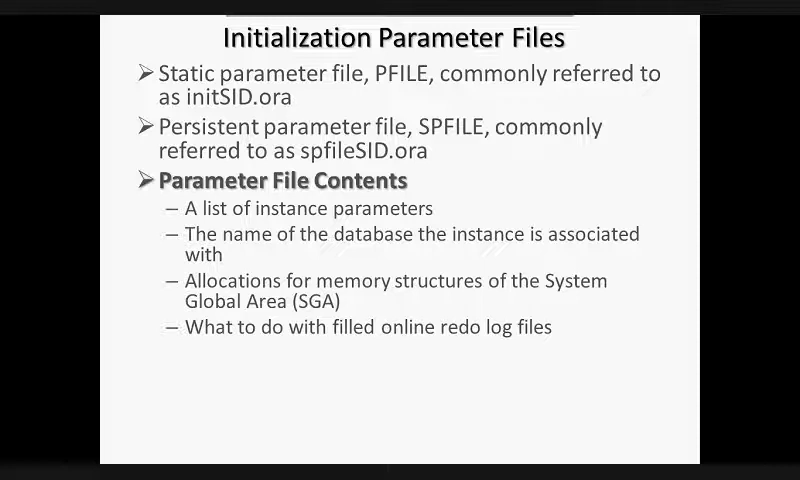 Initialization Parameter Files
➢Static parameter file, PFILE, commonly referred to
as initSID.ora
➢Persistent parameter file, SPFILE, commonly
referred to as spfileSID.ora
➢Parameter File Contents
– A list of instance parameters
– The name of the database the instance is associated
with
– Allocations for memory structures of the System
Global Area (SGA)
– What to do with filled online redo log files